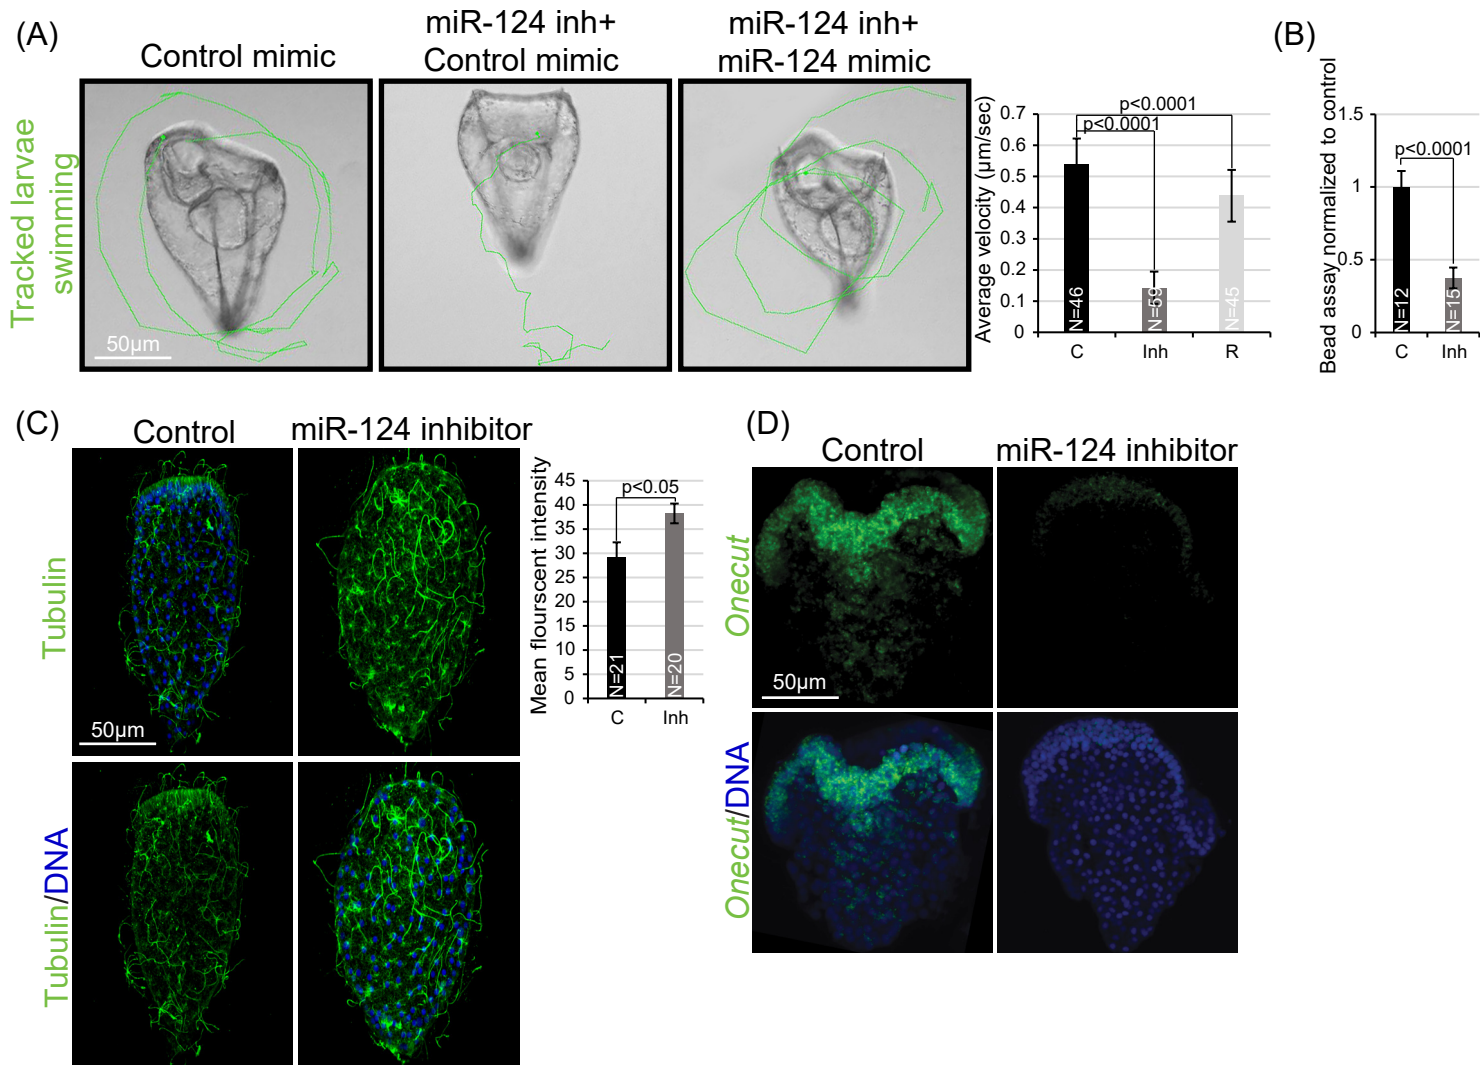 (A)
Control mimic
miR-124 inh+
Control mimic
miR-124 inh+
miR-124 mimic
Tracked larvae
swimming
50µm
Average velocity (µm/sec)
0.7
0.6
0.5
0.4
0.3
0.2
0.1
0
p<0.0001
p<0.0001
N=46
N=59
N=45
C
Inh
R
(B)
Bead assay normalized to control
1.5
1
0.5
0
p<0.0001
N=12
N=15
C
Inh
(C)
Control
miR-124 inhibitor
Tubulin
50µm
Tubulin/DNA
Mean flourscent intensity
45
40
35
30
25
20
15
10
5
0
p<0.05
N=21
N=20
C
Inh
(D)
Control
miR-124 inhibitor
Onecut
50µm
Onecut/DNA